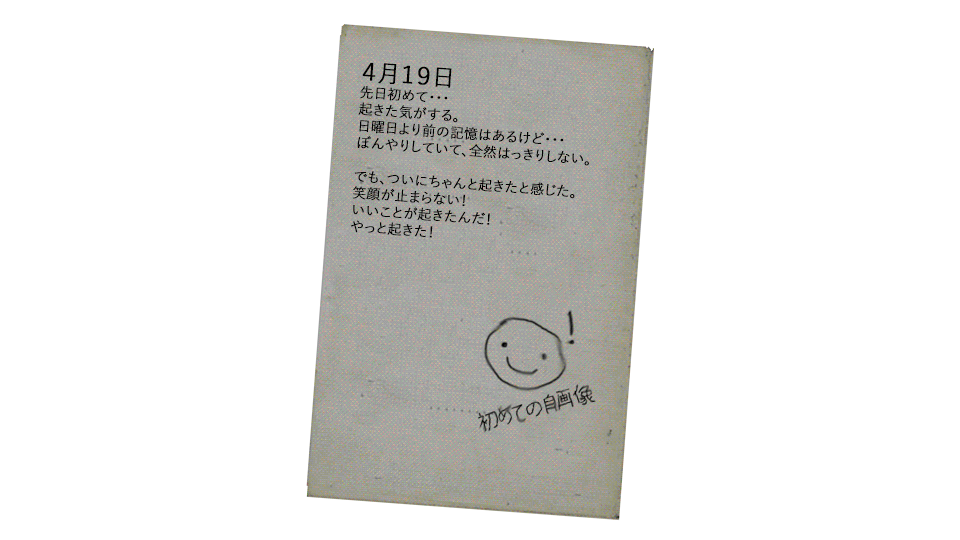 4月19日
先日初めて・・・
起きた気がする。
日曜日より前の記憶はあるけど・・・
ぼんやりしていて、全然はっきりしない。
でも、ついにちゃんと起きたと感じた。
笑顔が止まらない！
いいことが起きたんだ！
やっと起きた！
！
初めての自画像